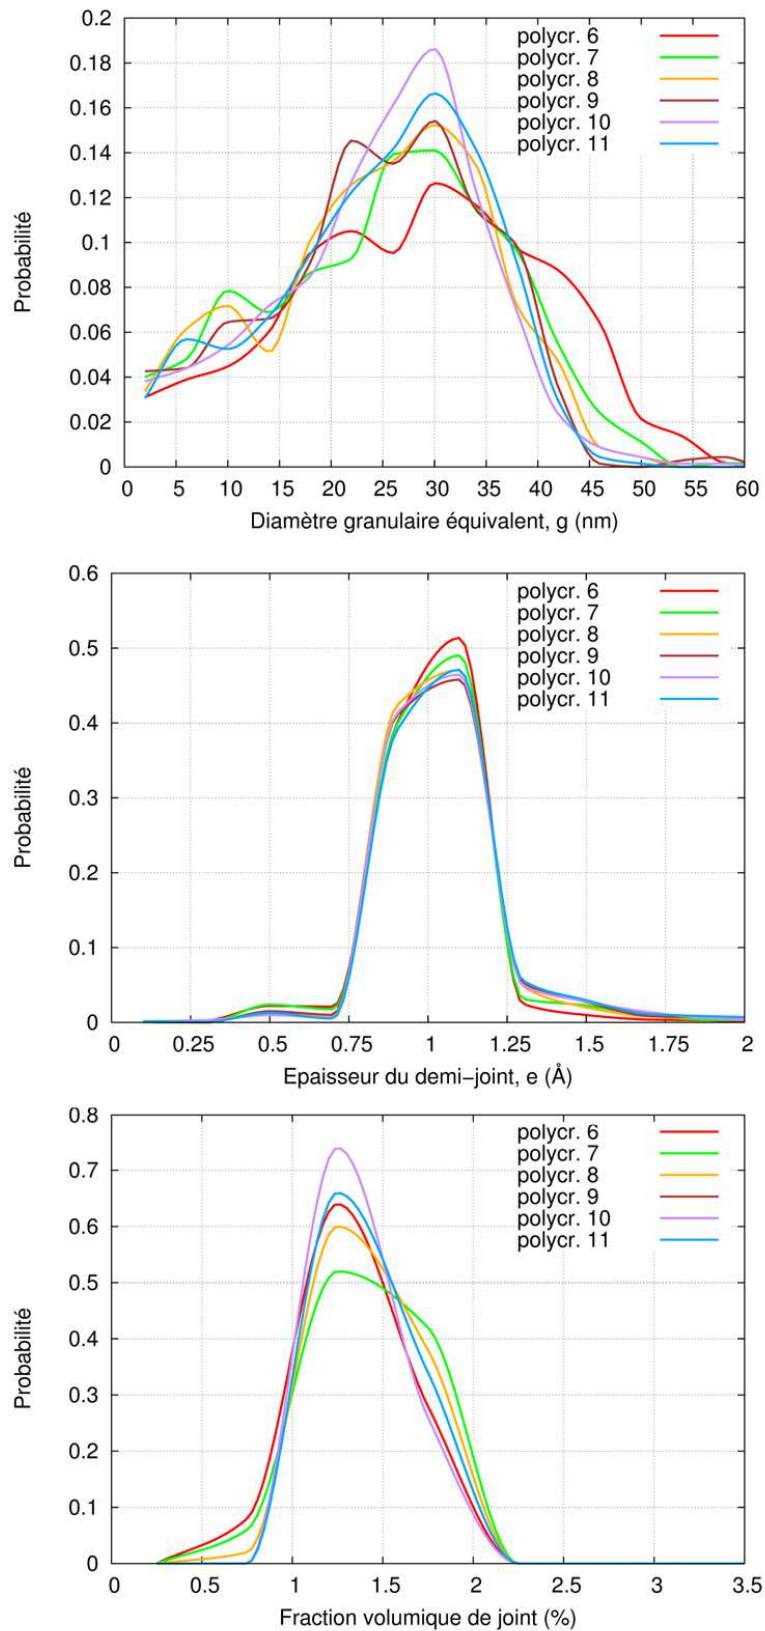 0.2
0.18
0.16
0.14
0.12
0.1
0.08
0.06
0.04
0.02
0
Probabilité
polycr. 6
polycr. 7
polycr. 8
polycr. 9
polycr. 10
polycr. 11
0 5 10 15 20 25 30 35 40 45 50 55 60
Diamètre granulaire équivalent, g (nm)
0.6
0.5
0.4
0.3
0.2
0.1
0
Probabilité
polycr. 6
polycr. 7
polycr. 8
polycr. 9
polycr. 10
polycr. 11
0 0.25 0.5 0.75 1 1.25 1.5 1.75 2
Epaisseur du demi−joint, e (Å)
0.8
0.7
0.6
0.5
0.4
0.3
0.2
0.1
0
Probabilité
polycr. 6
polycr. 7
polycr. 8
polycr. 9
polycr. 10
polycr. 11
0 0.5 1 1.5 2 2.5 3 3.5
Fraction volumique de joint (%)